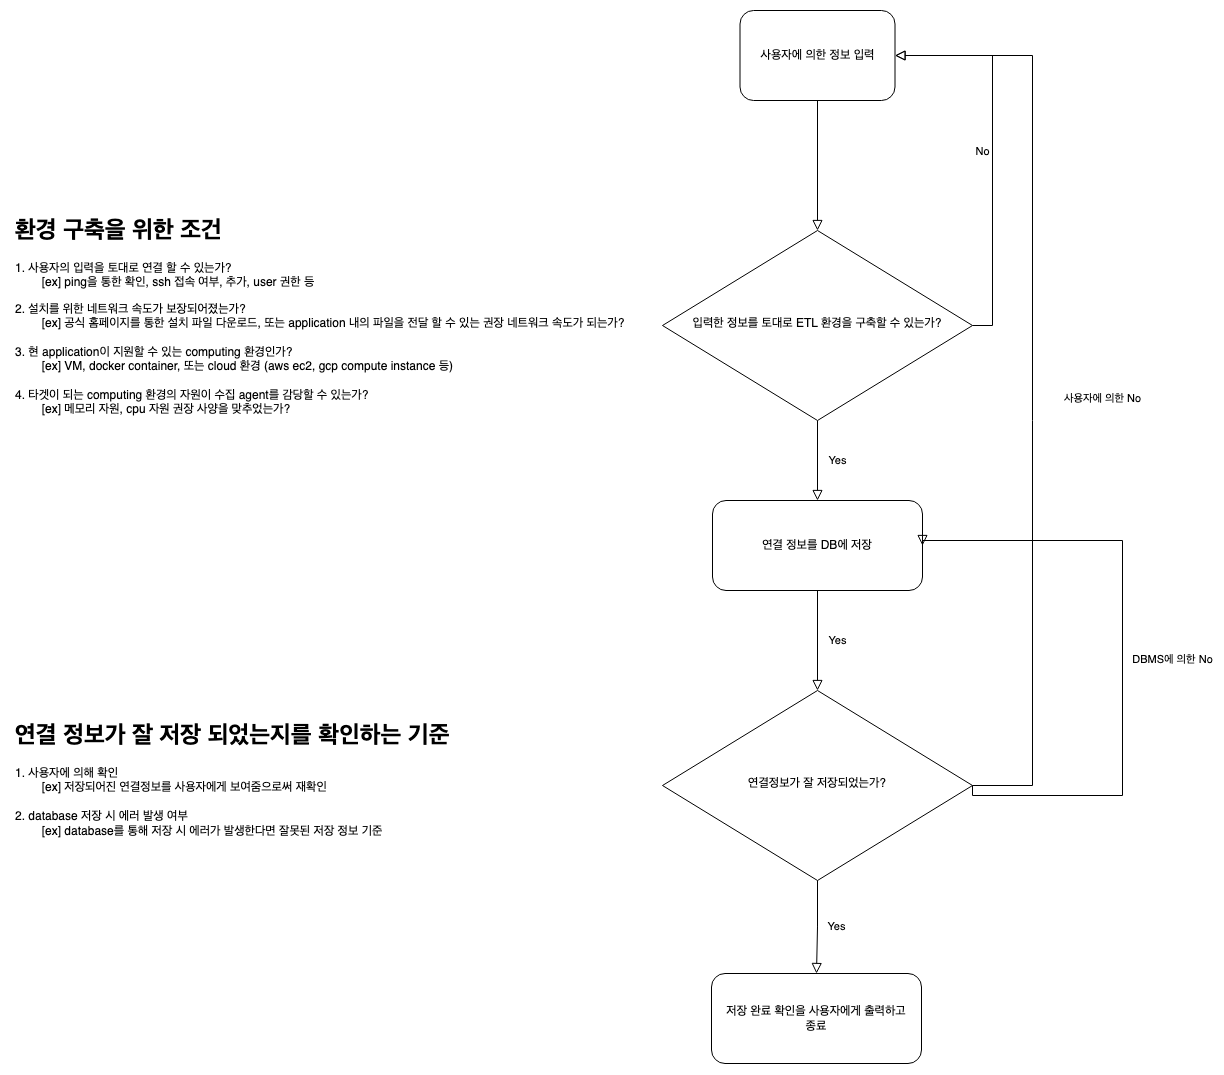 사용자에 의한 정보 입력
No
환경 구축을 위한 조건
1. 사용자의 입력을 토대로 연결 할 수 있는가?
[ex] ping을 통한 확인, ssh 접속 여부, 추가, user 권한 등
2. 설치를 위한 네트워크 속도가 보장되어졌는가?
[ex] 공식 홈페이지를 통한 설치 파일 다운로드, 또는 application 내의 파일을 전달 할 수 있는 권장 네트워크 속도가 되는가?
3. 현 application이 지원할 수 있는 computing 환경인가?
[ex] VM, docker container, 또는 cloud 환경 (aws ec2, gcp compute instance 등)
4. 타겟이 되는 computing 환경의 자원이 수집 agent를 감당할 수 있는가?
[ex] 메모리 자원, cpu 자원 권장 사양을 맞추었는가?
입력한 정보를 토대로 ETL 환경을 구축할 수 있는가?
사용자에 의한 No
Yes
연결 정보를 DB에 저장
Yes
DBMS에 의한 No
연결 정보가 잘 저장 되었는지를 확인하는 기준
1. 사용자에 의해 확인
[ex] 저장되어진 연결정보를 사용자에게 보여줌으로써 재확인
2. database 저장 시 에러 발생 여부
[ex] database를 통해 저장 시 에러가 발생한다면 잘못된 저장 정보 기준
연결정보가 잘 저장되었는가?
Yes
저장 완료 확인을 사용자에게 출력하고
종료